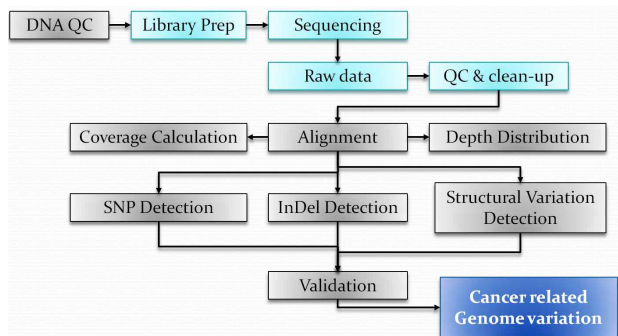 DNA QC
Library Prep
Sequencing
Raw data
QC & clean-up
Coverage Calculation
Alignment
Depth Distribution
SNP Detection
InDel Detection
Structural Variation
Detection
Validation
Cancer related
Genome variation